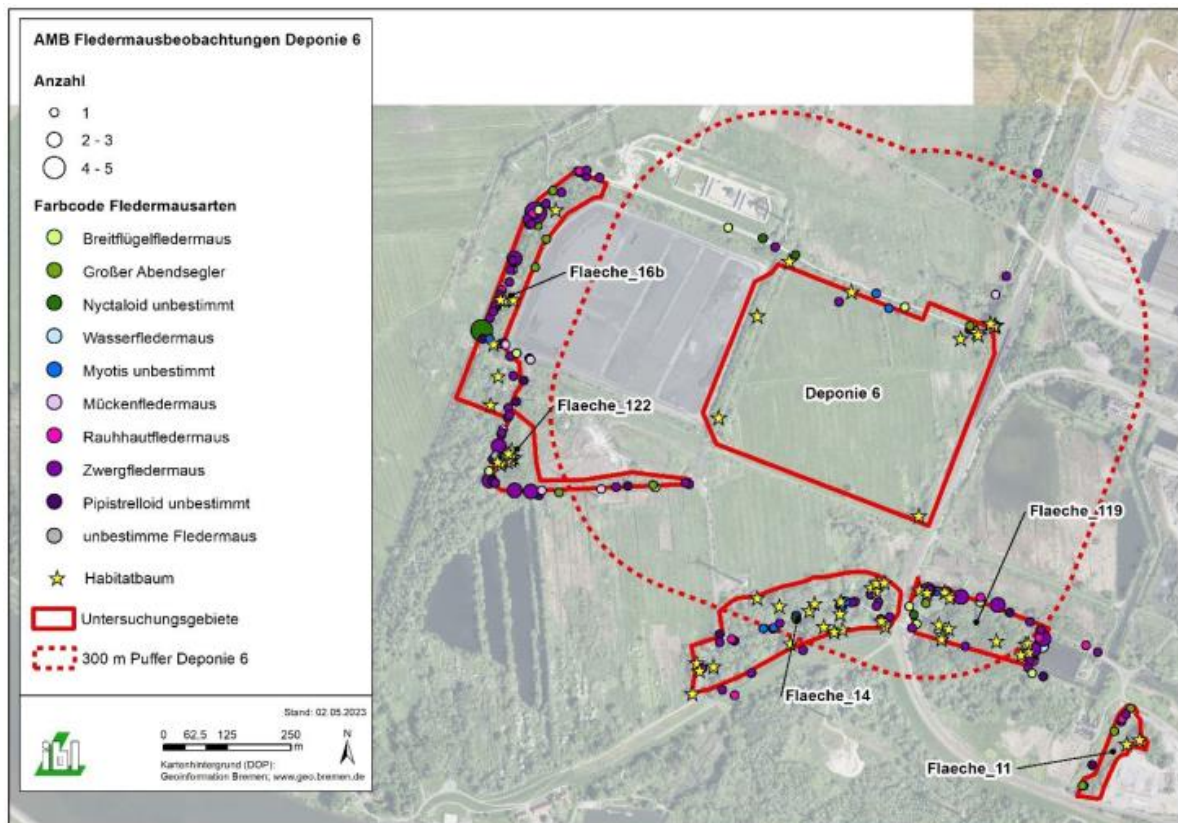 AMB Fledermausbeobachtungen Deponie 6
Anzahl
1
2 - 3
4 - 5
Farbcode Fledermausarten
Breitflügelfledermaus
Großer Abendsegler
Nyctaloid unbestimmt
Wasserfledermaus
Myotis unbestimmt
Mückenfledermaus
Rauhhautfledermaus
Zwergfledermaus
Pipistrelloid unbestimmt
unbestimme Fledermaus
Habitatbaum
Untersuchungsgebiete
300 m Puffer Deponie 6
Stand: 02.05.2023
0 62,5 125 250
m
N
Kartenhintergrund (DOP):
Geoinformation Bremen; www.geo.bremen.de
ibl
Flaeche_16b
Flaeche_122
Deponie 6
Flaeche_119
Flaeche_14
Flaeche_11